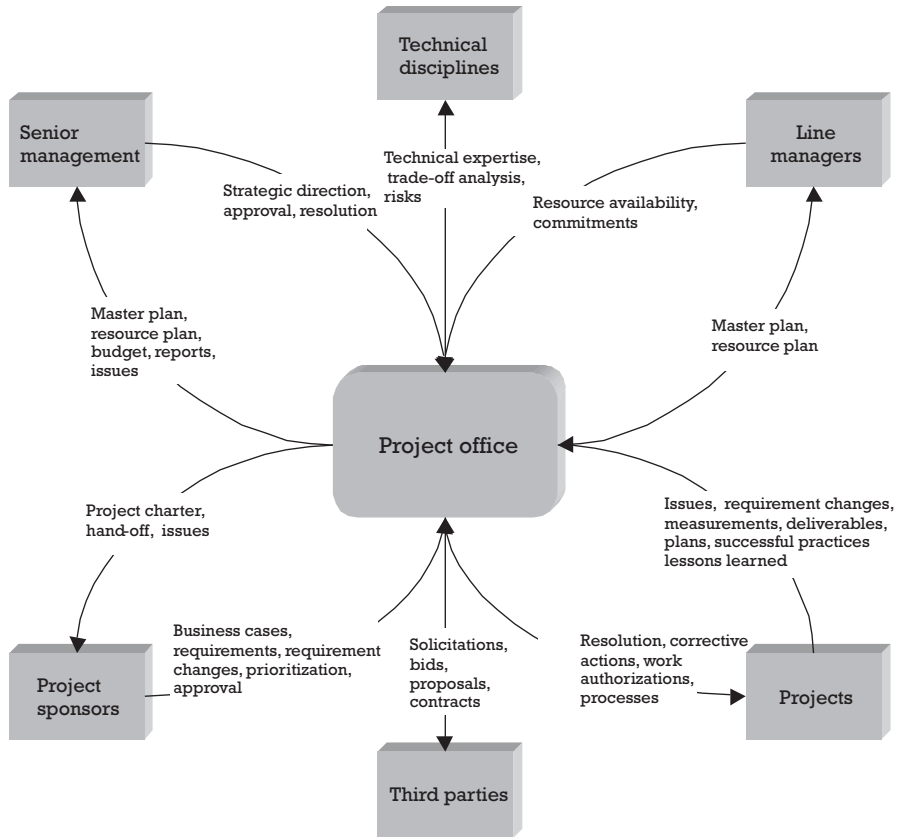 Technical
disciplines
Senior
management
Line
managers
Technical expertise,
trade-off analysis,
risks
Strategic direction,
approval, resolution
Resource availability,
commitments
Master plan,
resource plan,
budget, reports,
issues
Master plan,
resource plan
Project office
Project charter,
hand-off, issues
Issues, requirement changes,
measurements, deliverables,
plans, successful practices
lessons learned
Business cases,
requirements, requirement
changes, prioritization,
approval
Solicitations,
bids,
proposals,
contracts
Resolution, corrective
actions, work
authorizations,
processes
Project
sponsors
Projects
Third parties